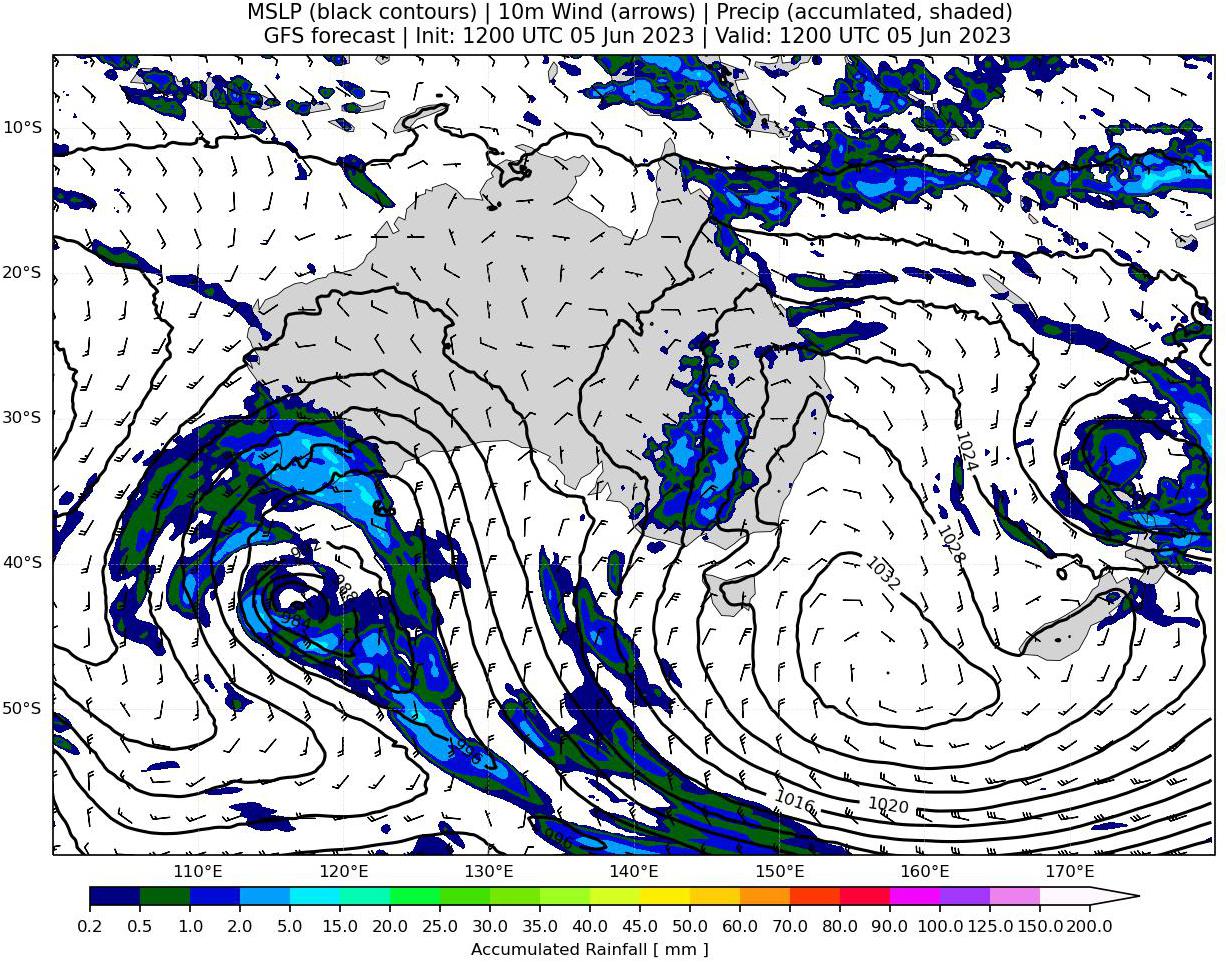 MSLP (black contours) | 10m Wind (arrows) | Precip (accumlated, shaded)
GFS forecast | Init: 1200 UTC 05 Jun 2023 | Valid: 1200 UTC 05 Jun 2023
10°S
20°S
30°S
40°S
50°S
1024
1028
1032
988
984
996
1016
1020
996
110°E 120°E 130°E 140°E 150°E 160°E 170°E
0.2 0.5 1.0 2.0 5.0 10.0 15.0 20.0 25.0 30.0 35.0 40.0 45.0 50.0 60.0 70.0 80.0 90.0 100.0 125.0 150.0 200.0
Accumulated Rainfall [ mm ]